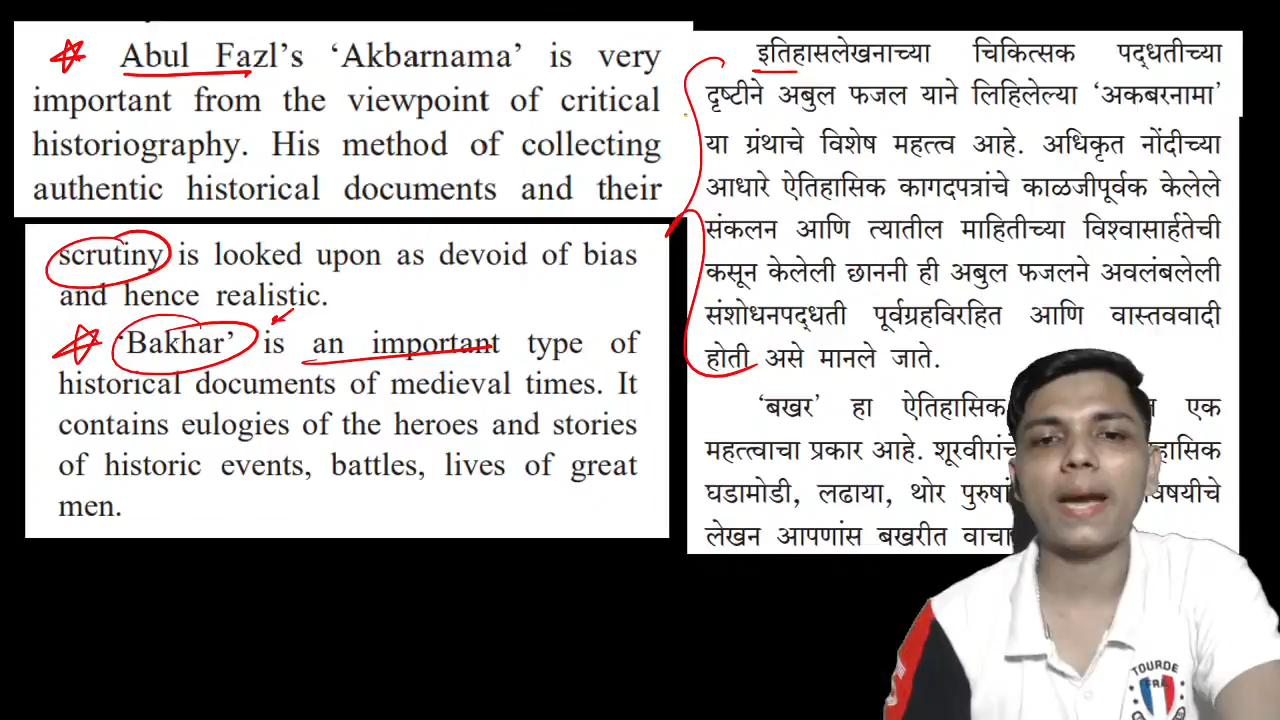 Abul Fazl's 'Akbarnama' is very
important from the viewpoint of critical
historiography. His method of collecting
authentic historical documents and their
scrutiny is looked upon as devoid of bias
and hence realistic.
'Bakhar' is an important type of
historical documents of medieval times. It
contains eulogies of the heroes and stories
of historic events, battles, lives of great
men.
इतिहासलेखनाच्या चिकित्सक पद्धतीच्या
दृष्टीने अबुल फजल याने लिहिलेल्या 'अकबरनामा'
या ग्रंथाचे विशेष महत्त्व आहे. अधिकृत नोंदीच्या
आधारे ऐतिहासिक कागदपत्रांचे काळजीपूर्वक केलेले
संकलन आणि त्यातील माहितीच्या विश्वासार्हतेची
कसून केलेली छाननी ही अबुल फजलने अवलंबलेली
संशोधनपद्धती पूर्वग्रहविरहित आणि वास्तववादी
होती असे मानले जाते.
'बखर' हा ऐतिहासिक एक
महत्त्वाचा प्रकार आहे.
घडामोडी, लढाया, थोर
लेखन आपणांस बखरीत
TOURDE